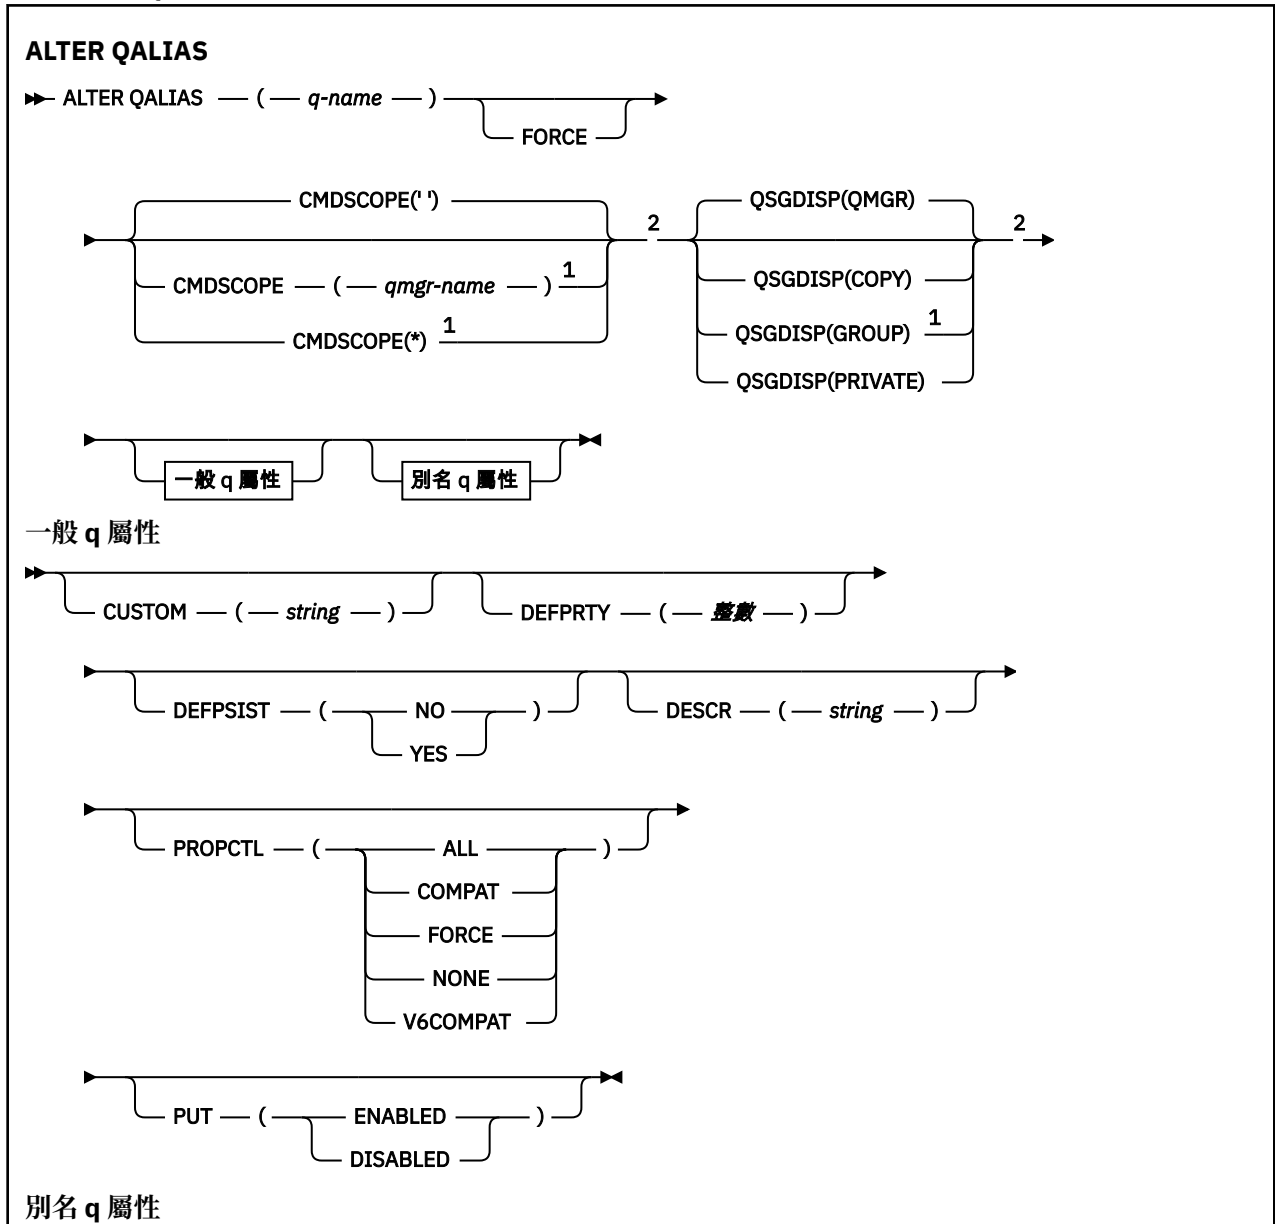 ALTER QALIAS
ALTER QALIAS ( q-name )
FORCE
CMDSCOPE(' ')
CMDSCOPE ( qmgr-name ) 1
CMDSCOPE(*) 1
2
QSGDISP(QMGR)
QSGDISP(COPY)
QSGDISP(GROUP) 1
QSGDISP(PRIVATE)
2
一般 q 屬性
別名 q 屬性
一般 q 屬性
CUSTOM ( string )
DEFPRTY ( 整數 )
DEFPSIST ( NO )
YES
DESCR ( string )
PROPCTL ( ALL )
COMPAT
FORCE
NONE
V6COMPAT
PUT ( ENABLED )
DISABLED
別名 q 屬性